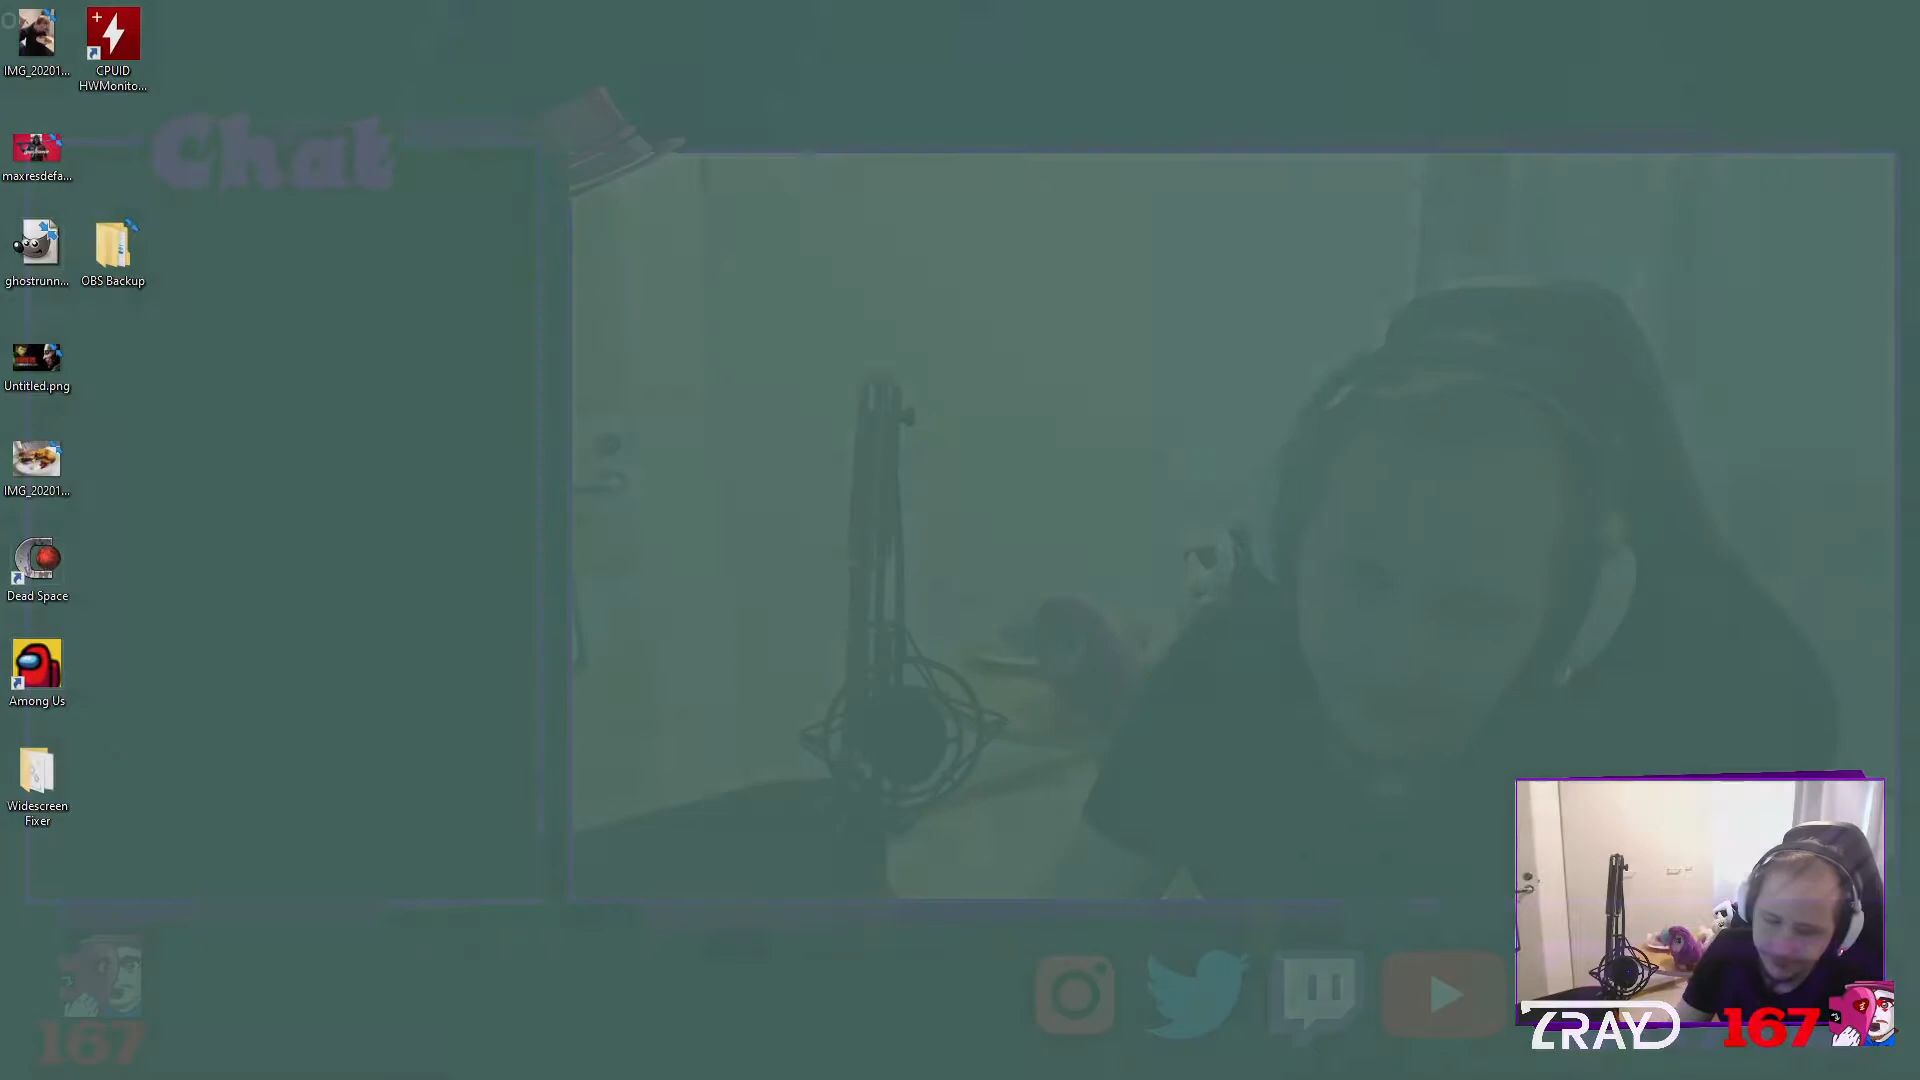 IMG_20201...
CPUID
HWMonito...
Chat
maxresdefa...
ghostrunn...
OBS Backup
Untitled.png
IMG_20201...
Dead Space
Among Us
Widescreen
Fixer
167
ZRAY
167